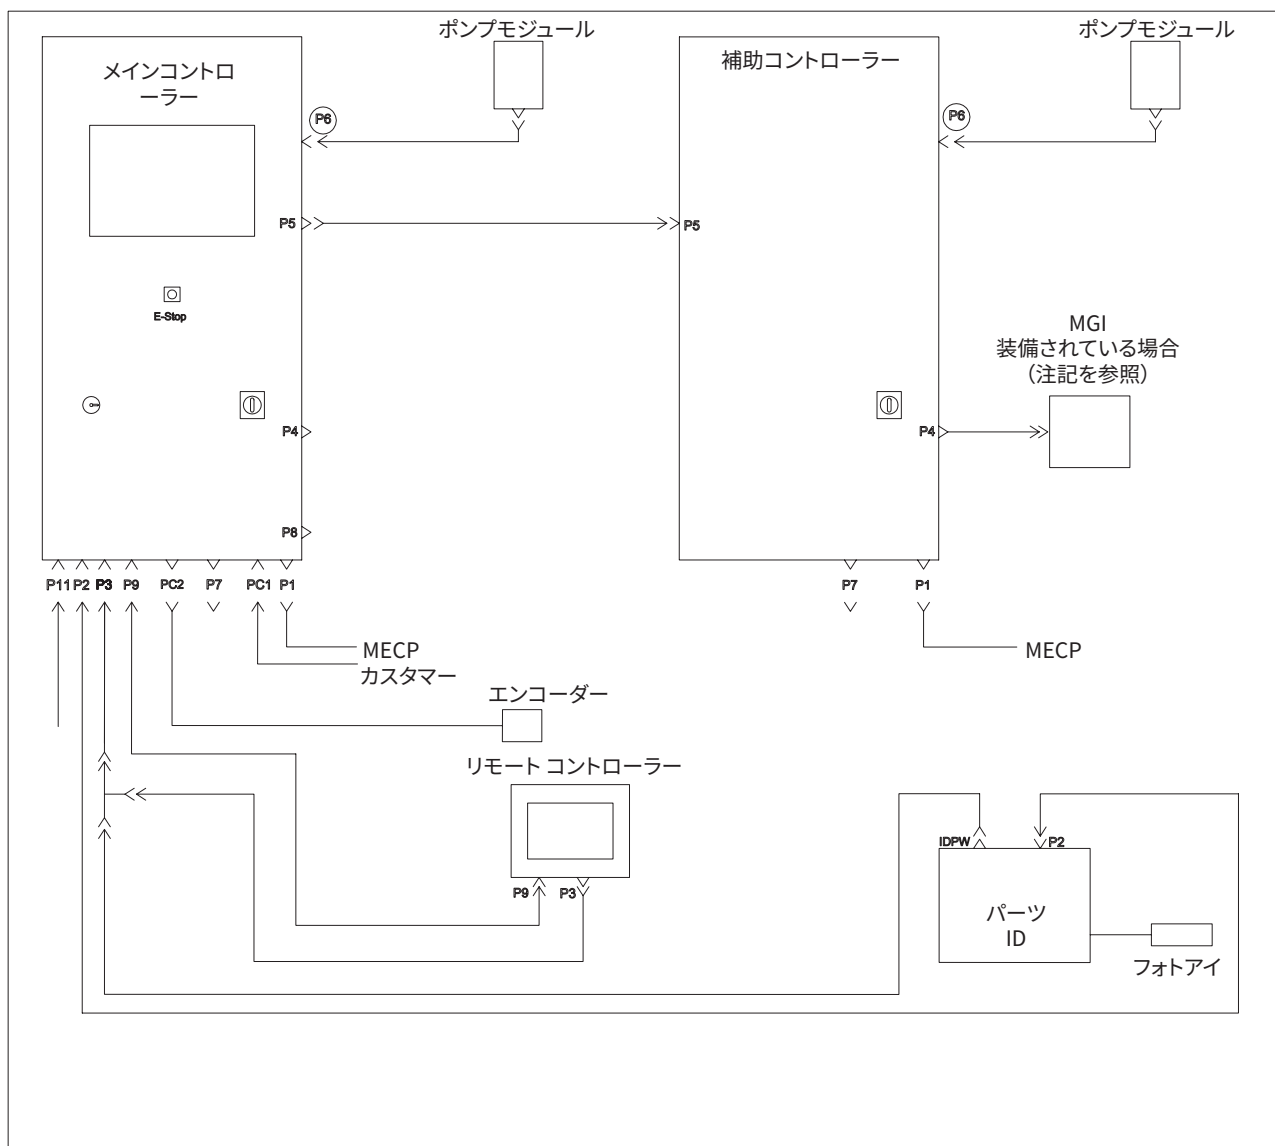 ポンプモジュール
ポンプモジュール
メインコントロ
ーラー
補助コントローラー
P6
P6
P5
P5
E-Stop
MGI
装備されている場合
（注記を参照）
P4
P4
P8
P11
P2
P3
P9
PC2
P7
PC1
P1
P7
P1
MECP
カスタマー
MECP
エンコーダー
リモート コントローラー
P9
P3
IDPW
P2
パーツ
ID
フォトアイ